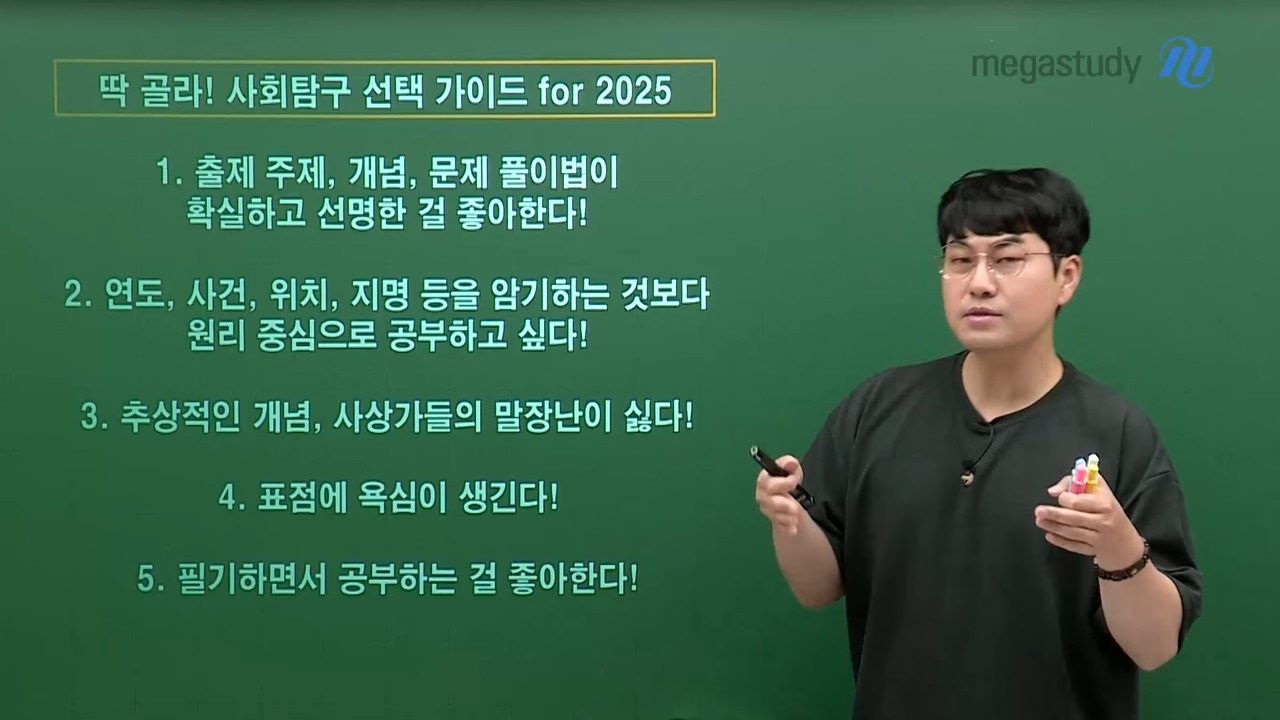 megastudy
딱 골라! 사회탐구 선택 가이드 for 2025
1. 출제 주제, 개념, 문제 풀이법이
확실하고 선명한 걸 좋아한다!
2. 연도, 사건, 위치, 지명 등을 암기하는 것보다
원리 중심으로 공부하고 싶다!
3. 추상적인 개념, 사상가들의 말장난이 싫다!
4. 표점에 욕심이 생긴다!
5. 필기하면서 공부하는 걸 좋아한다!